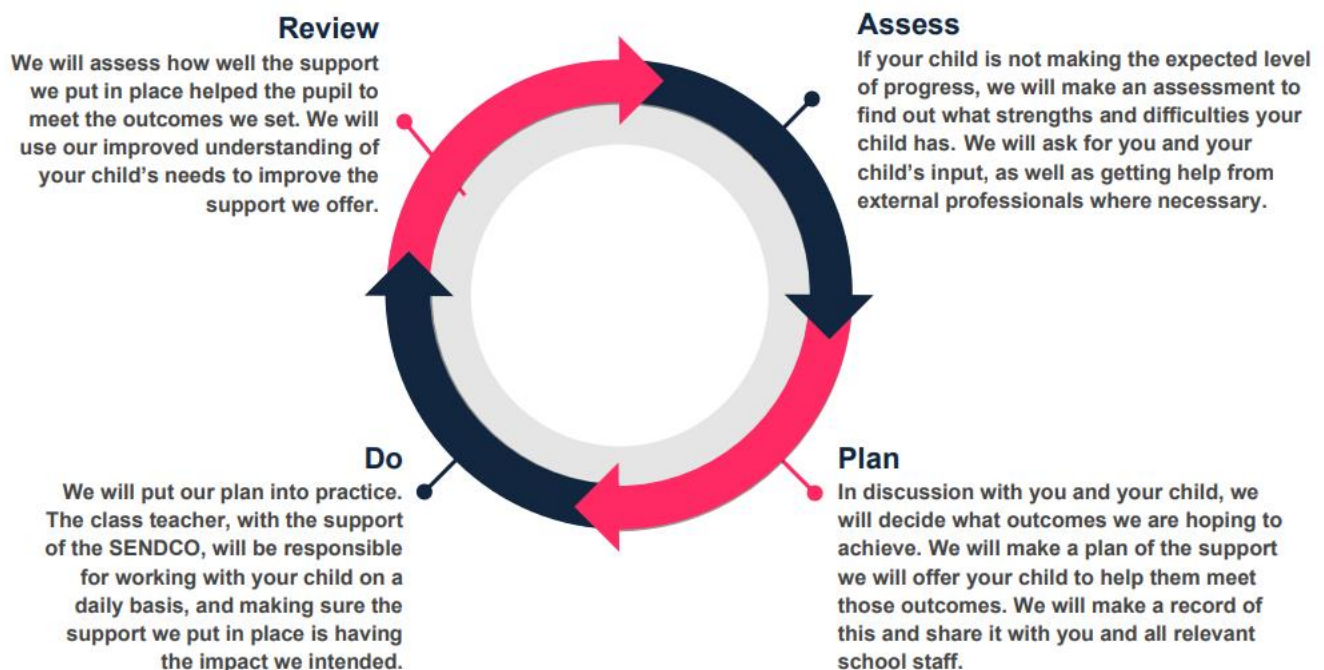 Review
We will assess how well the support
we put in place helped the pupil to
meet the outcomes we set. We will
use our improved understanding of
your child's needs to improve the
support we offer.
Assess
If your child is not making the expected level
of progress, we will make an assessment to
find out what strengths and difficulties your
child has. We will ask for you and your
child's input, as well as getting help from
external professionals where necessary.
Do
We will put our plan into practice.
The class teacher, with the support
of the SENDCO, will be responsible
for working with your child on a
daily basis, and making sure the
support we put in place is having
the impact we intended.
Plan
In discussion with you and your child, we
will decide what outcomes we are hoping to
achieve. We will make a plan of the support
we will offer your child to help them meet
those outcomes. We will make a record of
this and share it with you and all relevant
school staff.